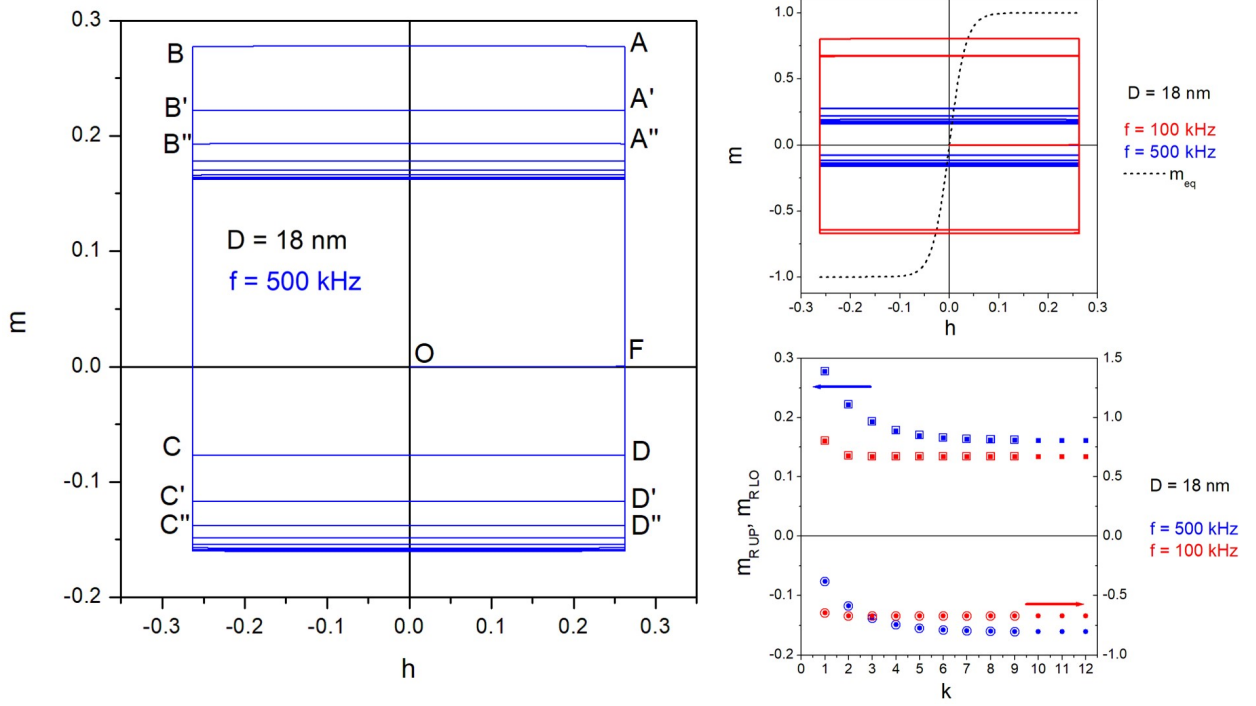 0.3
0.2
0.1
0.0
-0.1
-0.2
-0.3
-0.2
-0.1
0.0
0.1
0.2
0.3
m
h
B
A
B'
A'
B"
A"
D = 18 nm
f = 500 kHz
O
F
C
D
C'
D'
C"
D"
1.0
0.5
0.0
-0.5
-1.0
-0.3
-0.2
-0.1
0.0
0.1
0.2
0.3
m
h
D = 18 nm
f = 100 kHz
f = 500 kHz
m eq
0.3
0.2
0.1
0.0
-0.1
-0.2
1.5
1.0
0.5
0.0
-0.5
-1.0
0 1 2 3 4 5 6 7 8 9 10 11 12
m R UP, m R LO
k
D = 18 nm
f = 500 kHz
f = 100 kHz